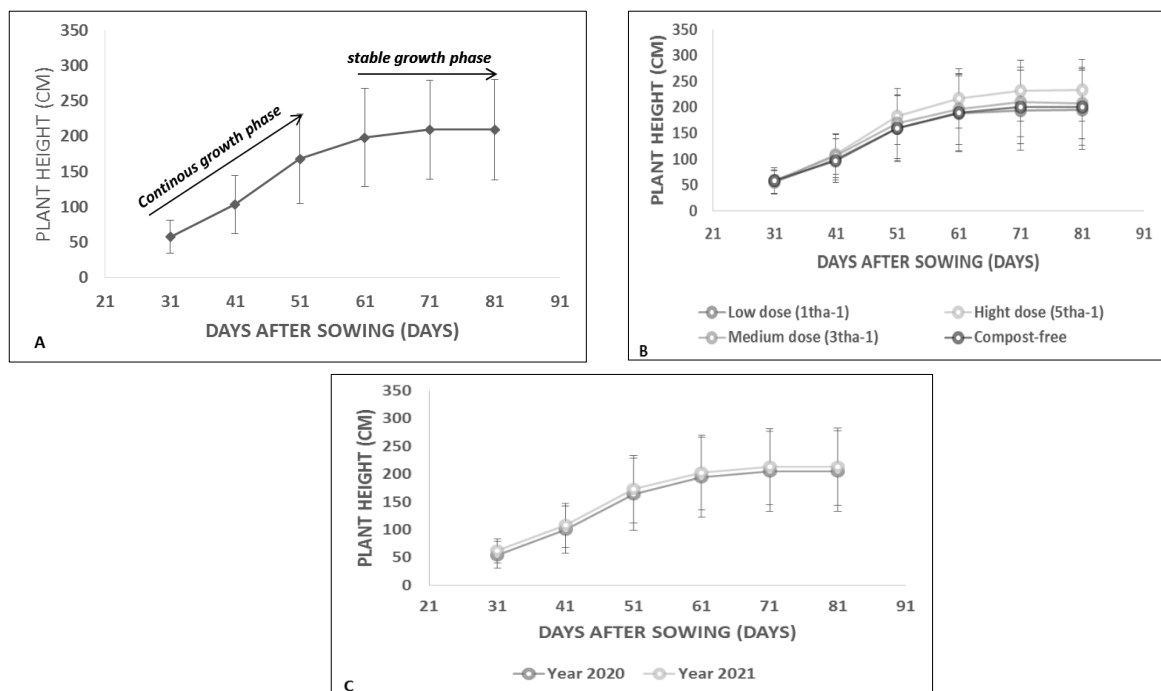 350
300
250
200
150
100
50
0
PLANT HEIGHT (CM)
Continous growth phase
stable growth phase
21 31 41 51 61 71 81 91
DAYS AFTER SOWING (DAYS)
A
350
300
250
200
150
100
50
0
PLANT HEIGHT (CM)
21 31 41 51 61 71 81 91
DAYS AFTER SOWING (DAYS)
Low dose (1tha-1) Hight dose (5tha-1)
Medium dose (3tha-1) Compost-free
B
350
300
250
200
150
100
50
0
PLANT HEIGHT (CM)
21 31 41 51 61 71 81 91
DAYS AFTER SOWING (DAYS)
Year 2020 Year 2021
C